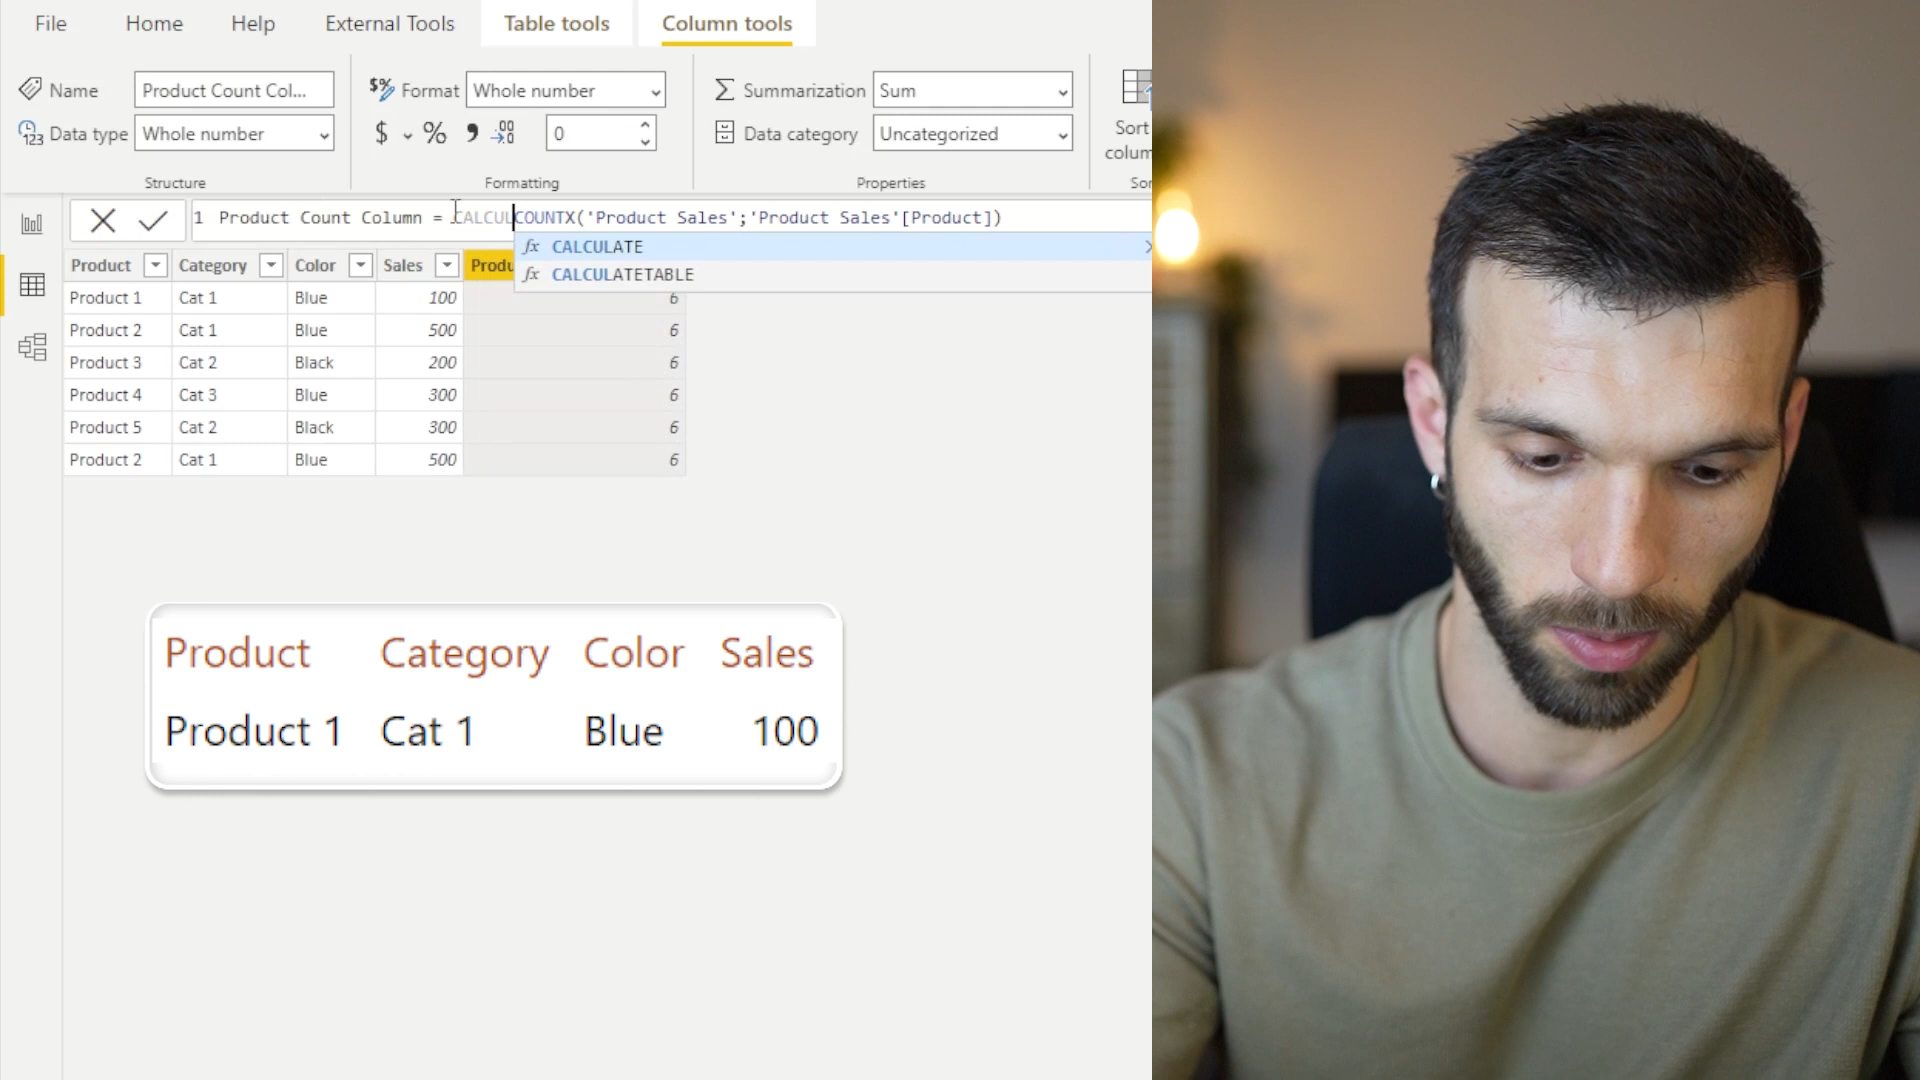 File Home Help External Tools Table tools Column tools
Name Product Count Col... $% Format Whole number Summarization Sum
Data type Whole number $ % 0 Data category Uncategorized Sort
colum
Structure Formatting Properties Sor
1 Product Count Column = CALCULCOUNTX('Product Sales';'Product Sales'[Product])
fx CALCULATE
fx CALCULATETABLE
Product Category Color Sales Produ
Product 1 Cat 1 Blue 100 6
Product 2 Cat 1 Blue 500 6
Product 3 Cat 2 Black 200 6
Product 4 Cat 3 Blue 300 6
Product 5 Cat 2 Black 300 6
Product 2 Cat 1 Blue 500 6
Product Category Color Sales
Product 1 Cat 1 Blue 100